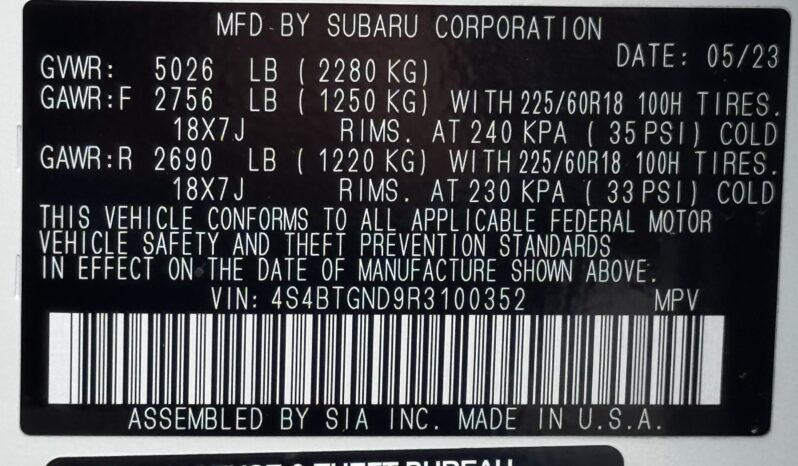 MFD BY SUBARU CORPORATION
DATE: 05/23
GVWR: 5026 LB ( 2280 KG)
GAWR:F 2756 LB ( 1250 KG) WITH 225/60R18 100H TIRES.
18X7J RIMS. AT 240 KPA ( 35 PSI) COLD
GAWR:R 2690 LB ( 1220 KG) WITH 225/60R18 100H TIRES.
18X7J RIMS. AT 230 KPA ( 33 PSI) COLD
THIS VEHICLE CONFORMS TO ALL APPLICABLE FEDERAL MOTOR
VEHICLE SAFETY AND THEFT PREVENTION STANDARDS
IN EFFECT ON THE DATE OF MANUFACTURE SHOWN ABOVE.
VIN: 4S4BTGND9R3100352 MPV
ASSEMBLED BY SIA INC. MADE IN U.S.A.
& THEFT BUREAU